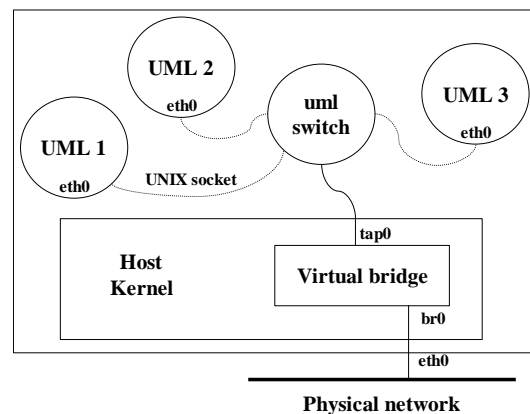 UML 2
eth0
UML 3
eth0
uml
switch
UML 1
eth0
UNIX socket
tap0
Host
Kernel
Virtual bridge
br0
eth0
Physical network